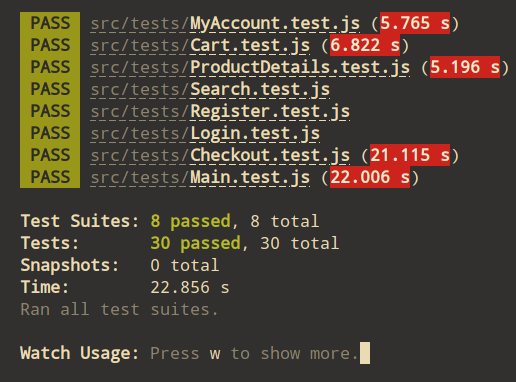 PASS src/tests/MyAccount.test.js (5.765 s)
PASS src/tests/Cart.test.js (6.822 s)
PASS src/tests/ProductDetails.test.js (5.196 s)
PASS src/tests/Search.test.js
PASS src/tests/Register.test.js
PASS src/tests/Login.test.js
PASS src/tests/Checkout.test.js (21.115 s)
PASS src/tests/Main.test.js (22.006 s)
Test Suites: 8 passed, 8 total
Tests: 30 passed, 30 total
Snapshots: 0 total
Time: 22.856 s
Ran all test suites.
Watch Usage: Press w to show more.